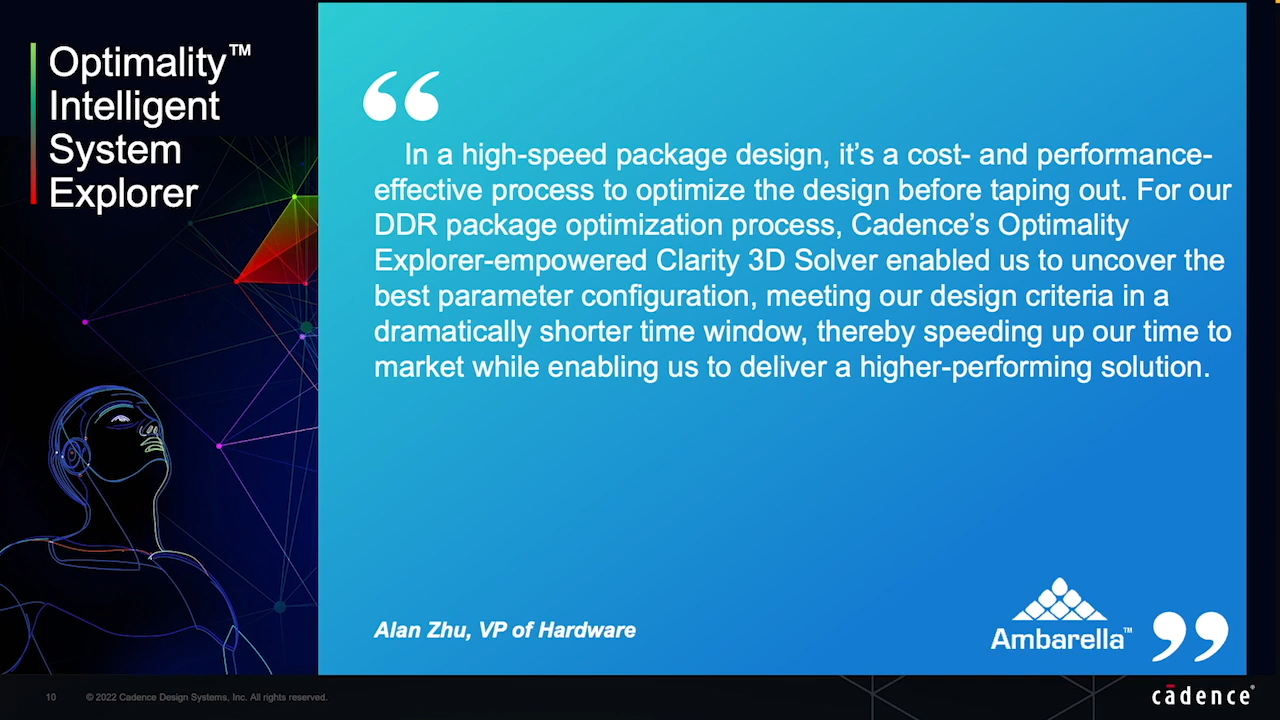 Optimality™
Intelligent
System
Explorer
“
In a high-speed package design, it’s a cost- and performance-
effective process to optimize the design before taping out. For our
DDR package optimization process, Cadence’s Optimality
Explorer-empowered Clarity 3D Solver enabled us to uncover the
best parameter configuration, meeting our design criteria in a
dramatically shorter time window, thereby speeding up our time to
market while enabling us to deliver a higher-performing solution.
Alan Zhu, VP of Hardware
Ambarella™
”
10 © 2022 Cadence Design Systems, Inc. All rights reserved.
cādence®